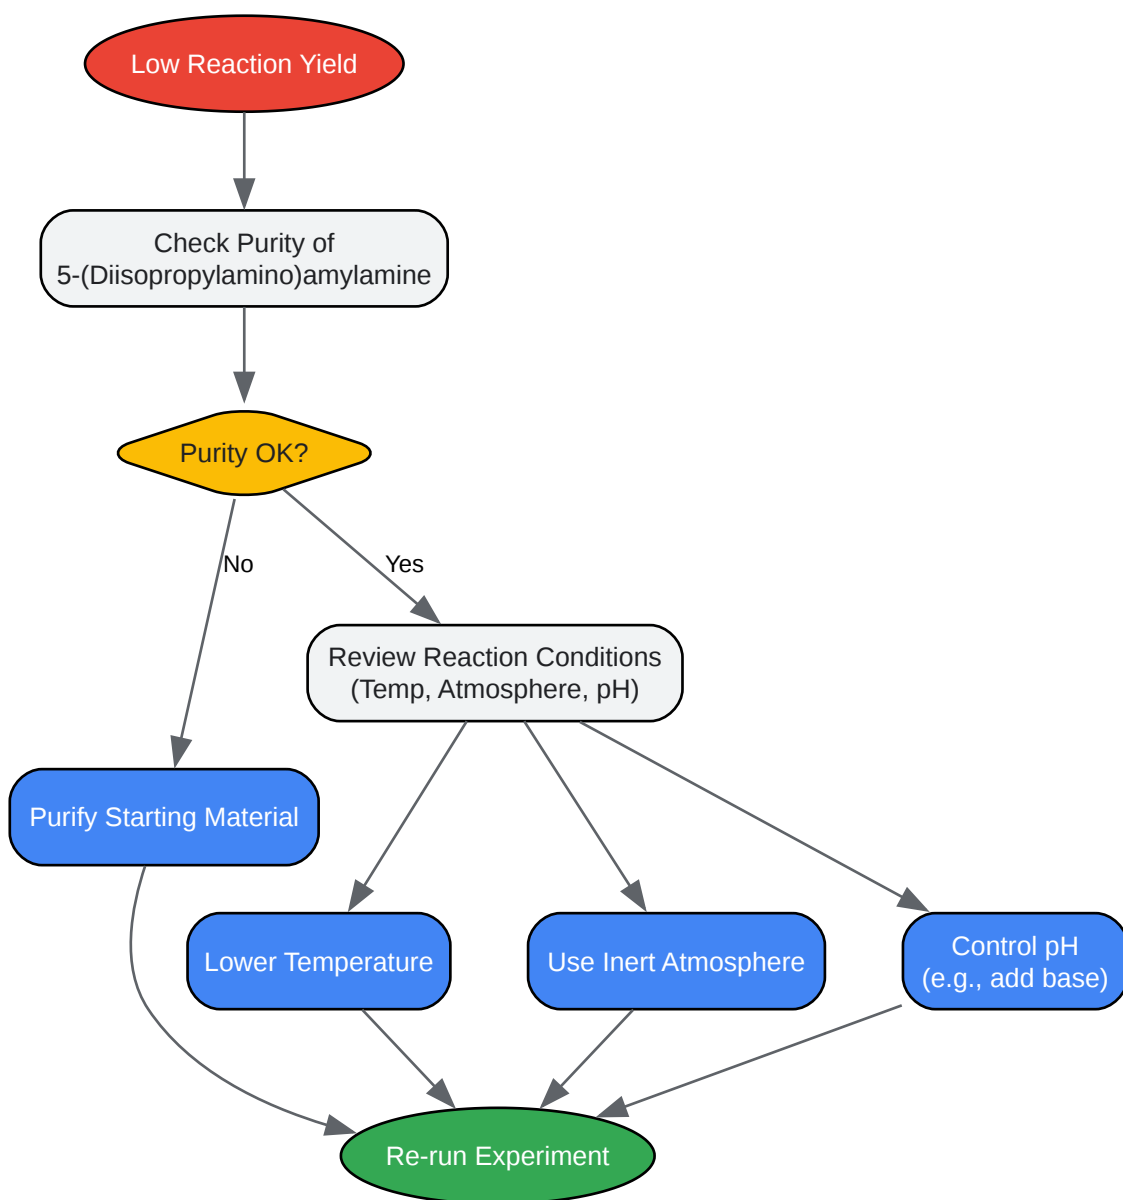 Low Reaction Yield
Check Purity of
5-(Diisopropylamino)amylamine
Purity OK?
No
Yes
Review Reaction Conditions
(Temp, Atmosphere, pH)
Purify Starting Material
Lower Temperature
Use Inert Atmosphere
Control pH
(e.g., add base)
Re-run Experiment